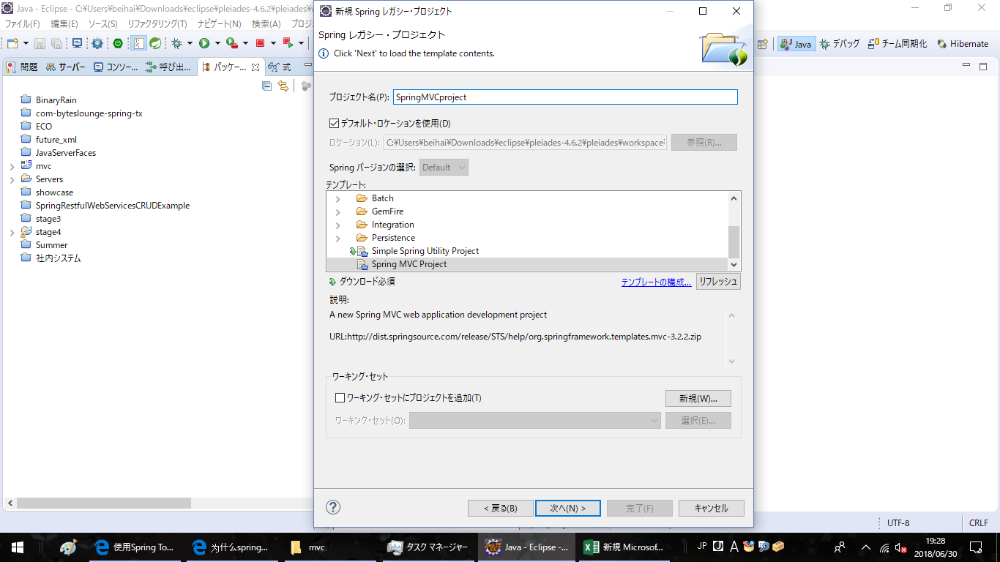 Java - Eclipse - C:¥Users¥beihai¥Downloads¥eclipse¥pleiades-4.6.2¥pleiades¥w
ファイル(F) 編集(E) ソース(S) リファクタリング(T) ナビゲート(N) 検索(A) プロジ
Java デバッグ チーム同期化 Hibernate
問題 サーバー コンソー... 呼び出... パッケー... 式
BinaryRain
com-byteslounge-spring-tx
ECO
future_xml
JavaServerFaces
mvc
Servers
showcase
SpringRestfulWebServicesCRUDExample
stage3
stage4
Summer
社内システム
新規 Spring レガシー・プロジェクト
Spring レガシー・プロジェクト
Click 'Next' to load the template contents.
プロジェクト名(P): SpringMVCproject
デフォルト・ロケーションを使用(D)
ロケーション(L): C:¥Users¥beihai¥Downloads¥eclipse¥pleiades-4.6.2¥pleiades¥workspace¥ 参照(R)...
Spring バージョンの選択: Default
テンプレート:
Batch
GemFire
Integration
Persistence
Simple Spring Utility Project
Spring MVC Project
ダウンロード必須 テンプレートの構成... リフレッシュ
説明:
A new Spring MVC web application development project
URL:http://dist.springsource.com/release/STS/help/org.springframework.templates.mvc-3.2.2.zip
ワーキング・セット
ワーキング・セットにプロジェクトを追加(T) 新規(W)...
ワーキング・セット(O): 選択(E)...
? < 戻る(B) 次へ(N) > 完了(F) キャンセル
UTF-8 CRLF
使用Spring To... 为什么spring... mvc タスク マネージャー Java - Eclipse -... 新規 Microsof... JP A 19:28
2018/06/30